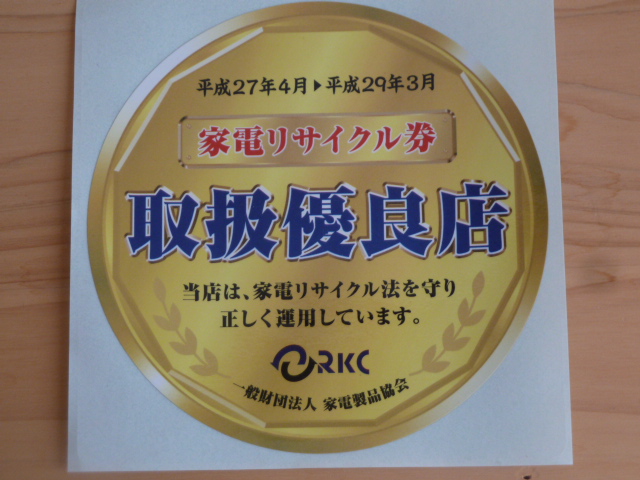 平成27年4月▶平成29年3月
家電リサイクル券
取扱優良店
当店は、家電リサイクル法を守り
正しく運用しています。
RKC
一般財団法人 家電製品協会